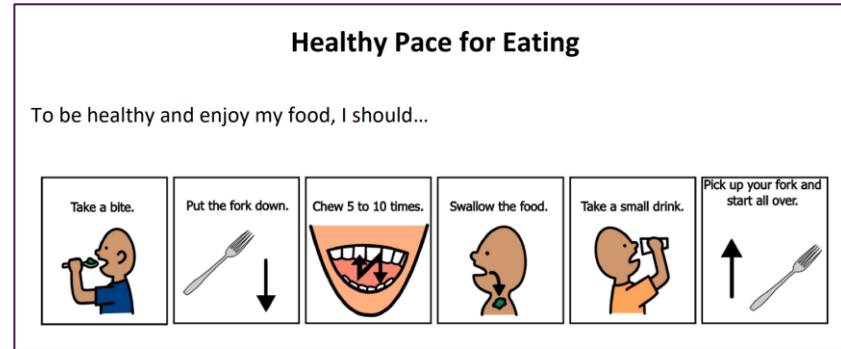 Healthy Pace for Eating
To be healthy and enjoy my food, I should…
Take a bite.
Put the fork down.
Chew 5 to 10 times.
Swallow the food.
Take a small drink.
Pick up your fork and
start all over.